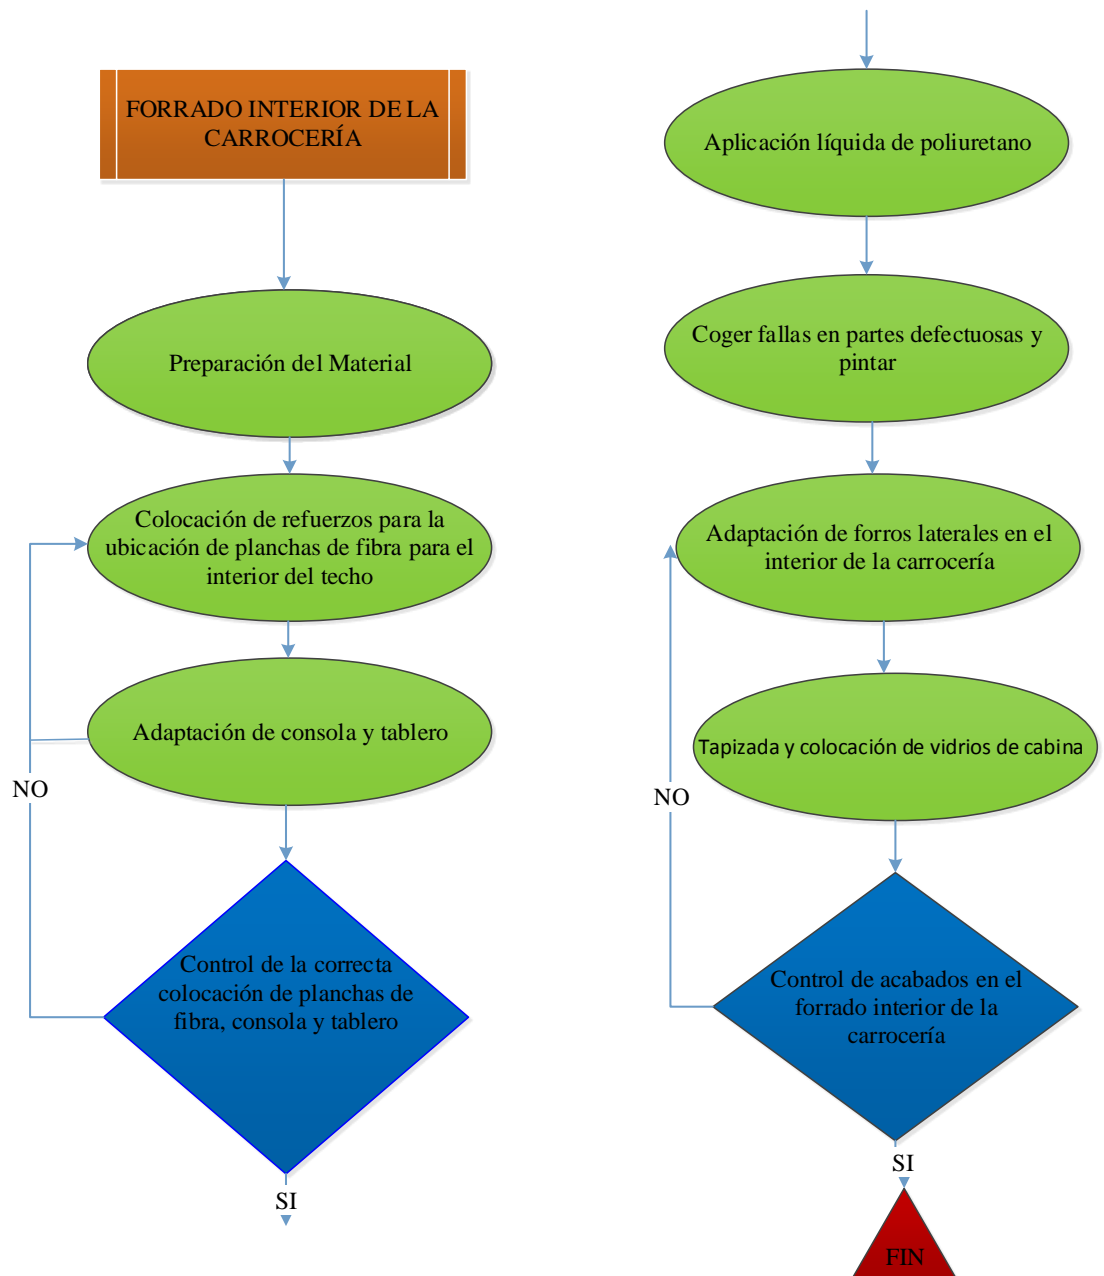 FORRADO INTERIOR DE LA
CARROCERÍA
Preparación del Material
Colocación de refuerzos para la
ubicación de planchas de fibra para el
interior del techo
Adaptación de consola y tablero
NO
Control de la correcta
colocación de planchas de
fibra, consola y tablero
SI
Aplicación líquida de poliuretano
Coger fallas en partes defectuosas y
pintar
Adaptación de forros laterales en el
interior de la carrocería
Tapizada y colocación de vidrios de cabina
NO
Control de acabados en el
forrado interior de la
carrocería
SI
FIN